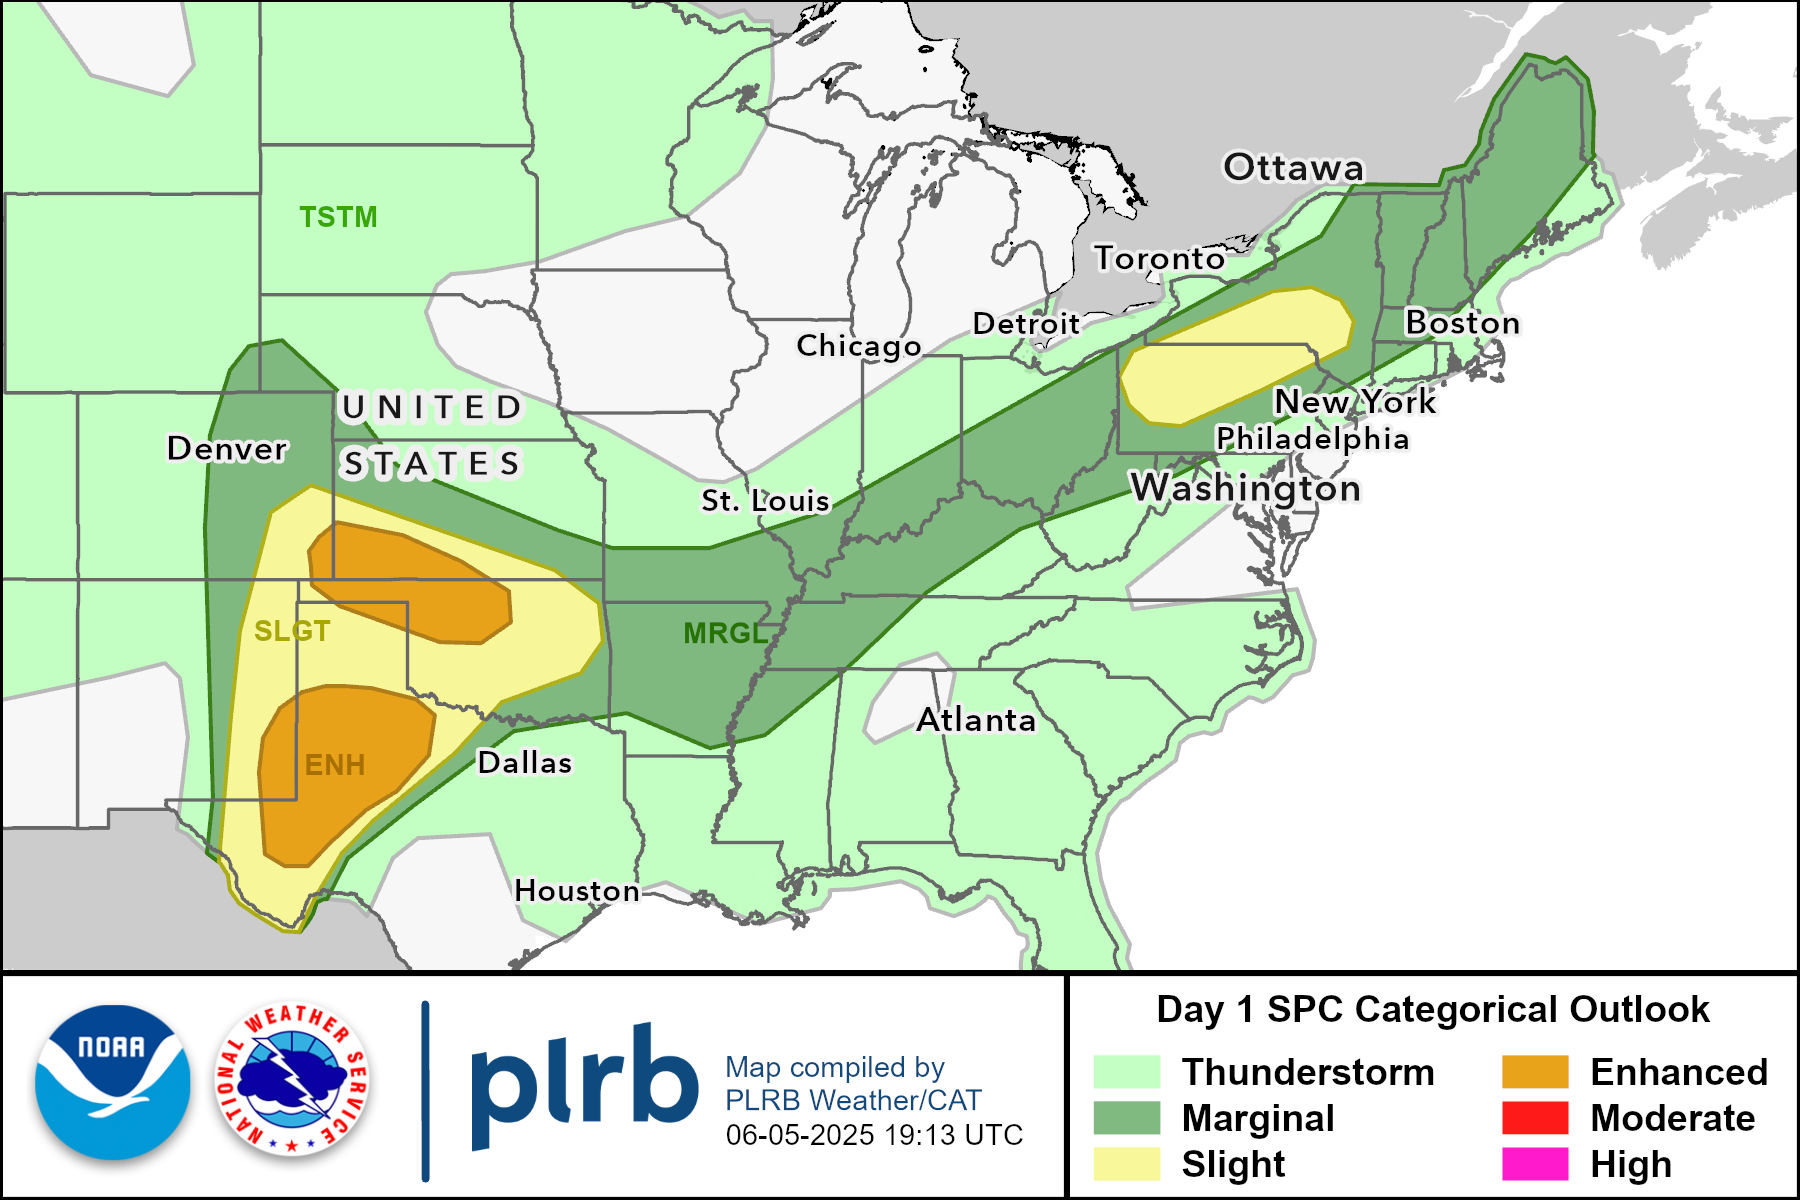 Ottawa
TSTM
Toronto
Detroit
Boston
Chicago
UNITED
STATES
New York
Denver
Philadelphia
Washington
St. Louis
SLGT
MRGL
Atlanta
ENH
Dallas
Houston
NOAA
NATIONAL WEATHER SERVICE
plrb
Map compiled by
PLRB Weather/CAT
06-05-2025 19:13 UTC
Day 1 SPC Categorical Outlook
Thunderstorm
Enhanced
Marginal
Moderate
Slight
High